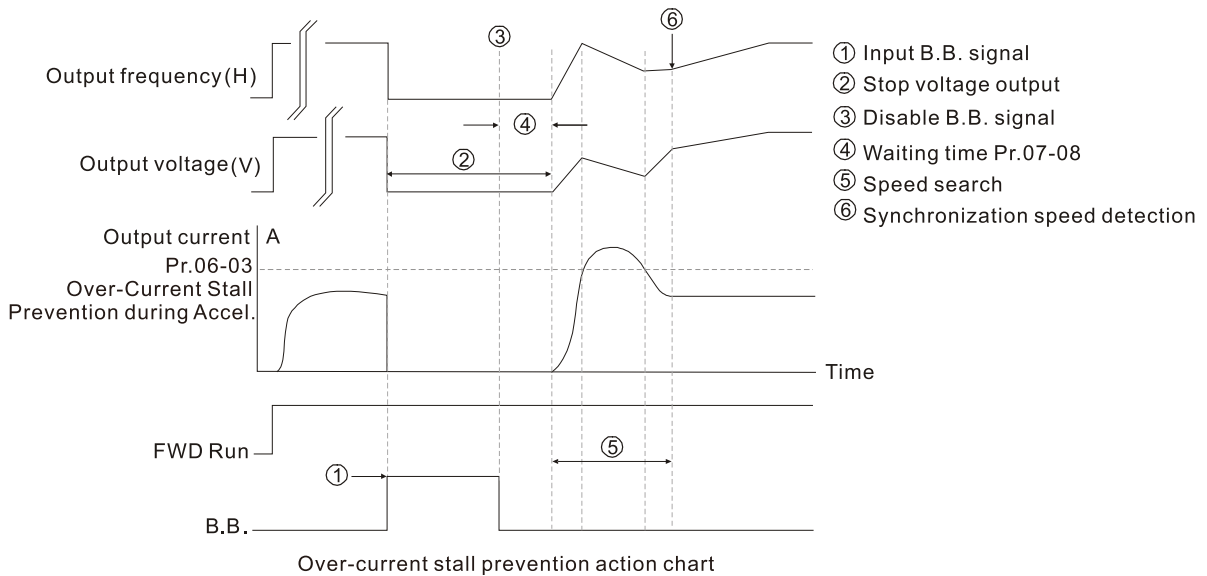 ⑥
③
Output frequency(H)
① Input B.B. signal
② Stop voltage output
③ Disable B.B. signal
④ Waiting time Pr.07-08
⑤ Speed search
⑥ Synchronization speed detection
④
Output voltage(V)
②
Output current A
Pr.06-03
Over-Current Stall
Prevention during Accel.
Time
FWD Run
⑤
①
B.B.
Over-current stall prevention action chart